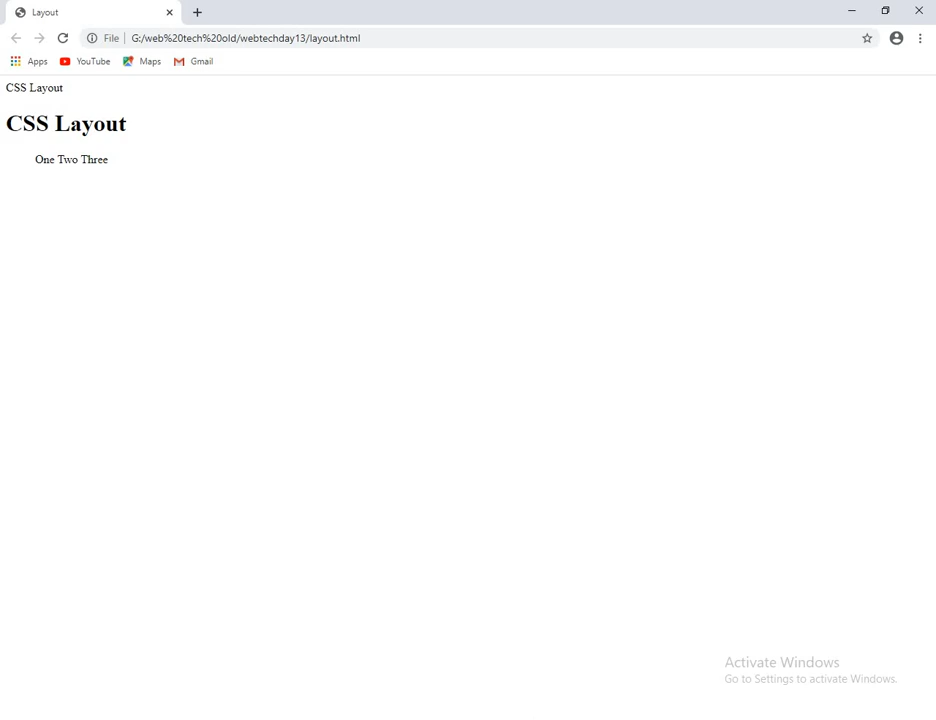 Layout
File
G:/web%20tech%20old/webtechday13/layout.html
Apps YouTube Maps Gmail
CSS Layout
CSS Layout
One Two Three
Activate Windows
Go to Settings to activate Windows.